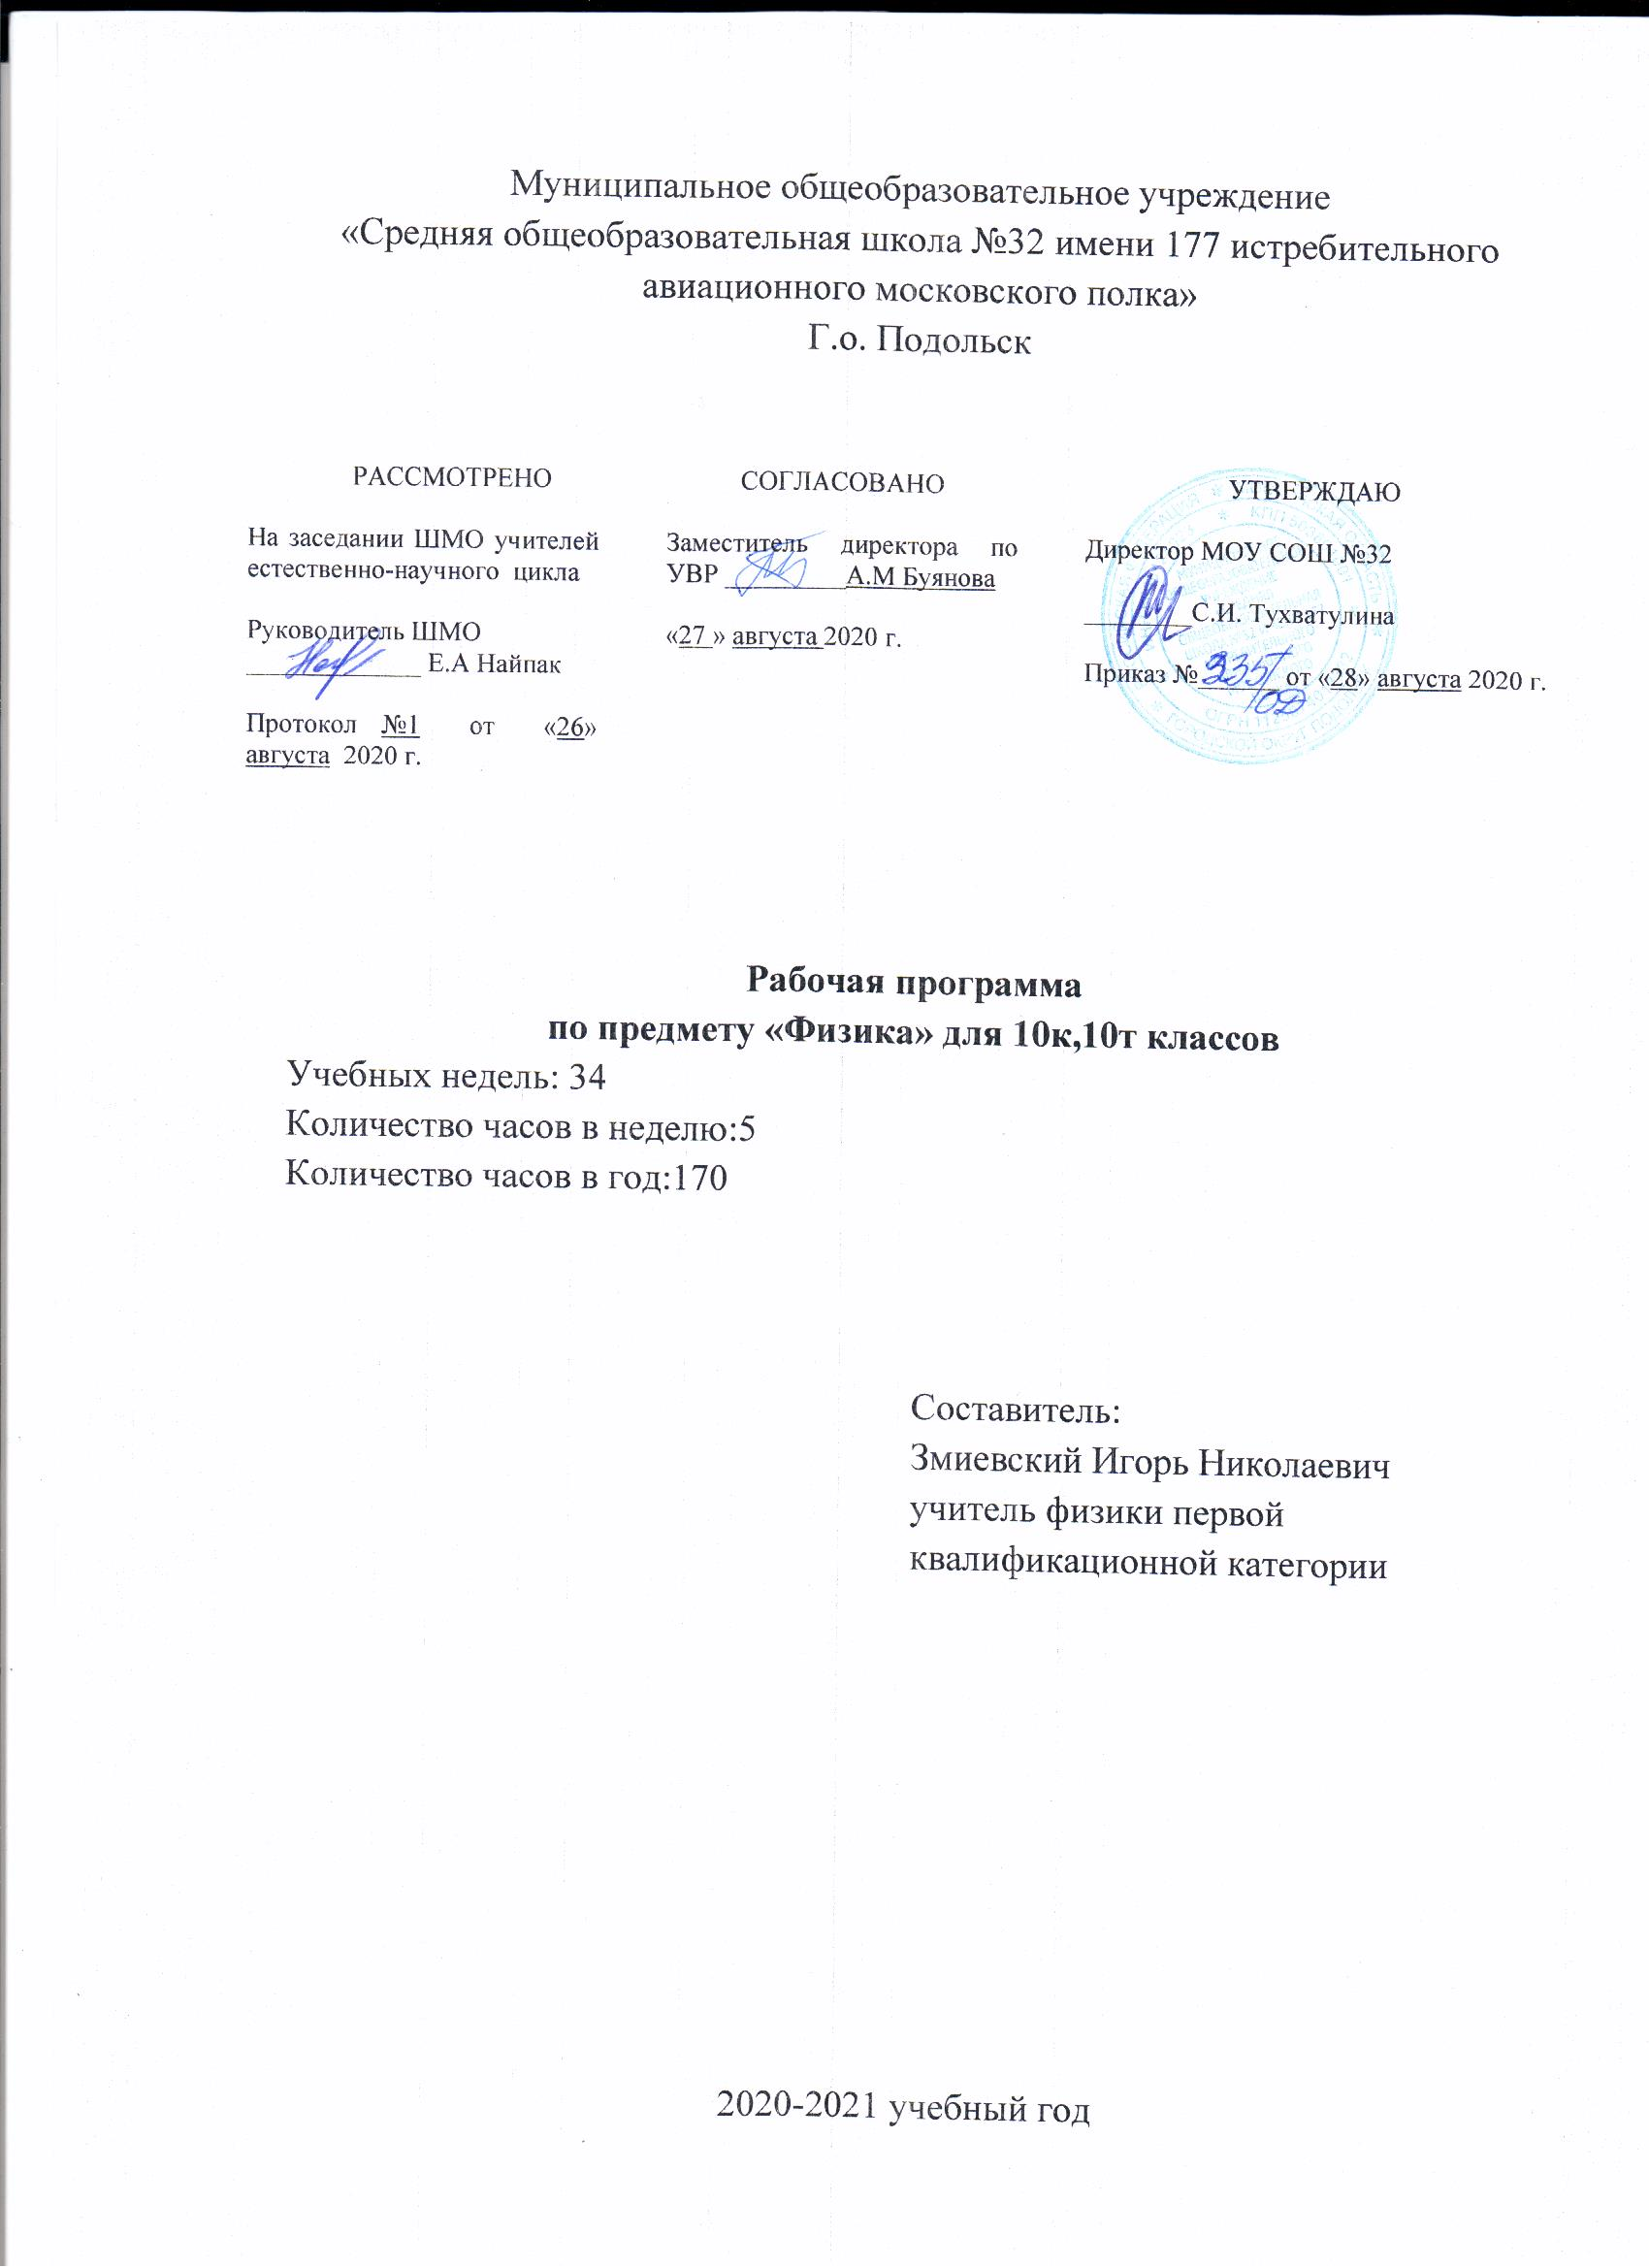 Муниципальное общеобразовательное учреждение
«Средняя общеобразовательная школа №32 имени 177 истребительного
авиационного московского полка»
Г.о. Подольск
РАССМОТРЕНО
На заседании ШМО учителей
естественно-научного цикла
Руководитель ШМО
_____________ Е.А Найпак
Протокол №1 от «26»
августа 2020 г.
СОГЛАСОВАНО
Заместитель директора по
УВР _________А.М Буянова
«27 » августа 2020 г.
УТВЕРЖДАЮ
Директор МОУ СОШ №32
________С.И. Тухватулина
Приказ № 335/ от «28» августа 2020 г.
ОД
Рабочая программа
по предмету «Физика» для 10к,10т классов
Учебных недель: 34
Количество часов в неделю:5
Количество часов в год:170
Составитель:
Змиевский Игорь Николаевич
учитель физики первой
квалификационной категории
2020-2021 учебный год